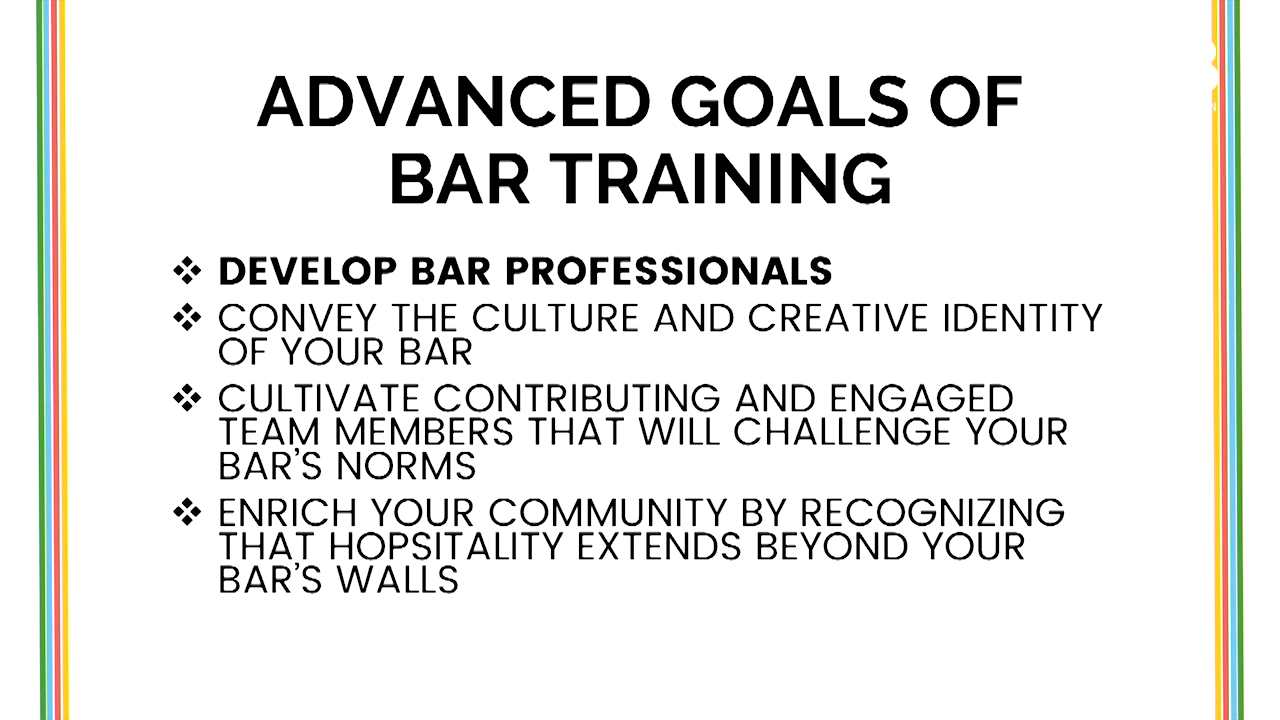 ADVANCED GOALS OF
BAR TRAINING
❖ DEVELOP BAR PROFESSIONALS
❖ CONVEY THE CULTURE AND CREATIVE IDENTITY
OF YOUR BAR
❖ CULTIVATE CONTRIBUTING AND ENGAGED
TEAM MEMBERS THAT WILL CHALLENGE YOUR
BAR'S NORMS
❖ ENRICH YOUR COMMUNITY BY RECOGNIZING
THAT HOPSITALITY EXTENDS BEYOND YOUR
BAR'S WALLS